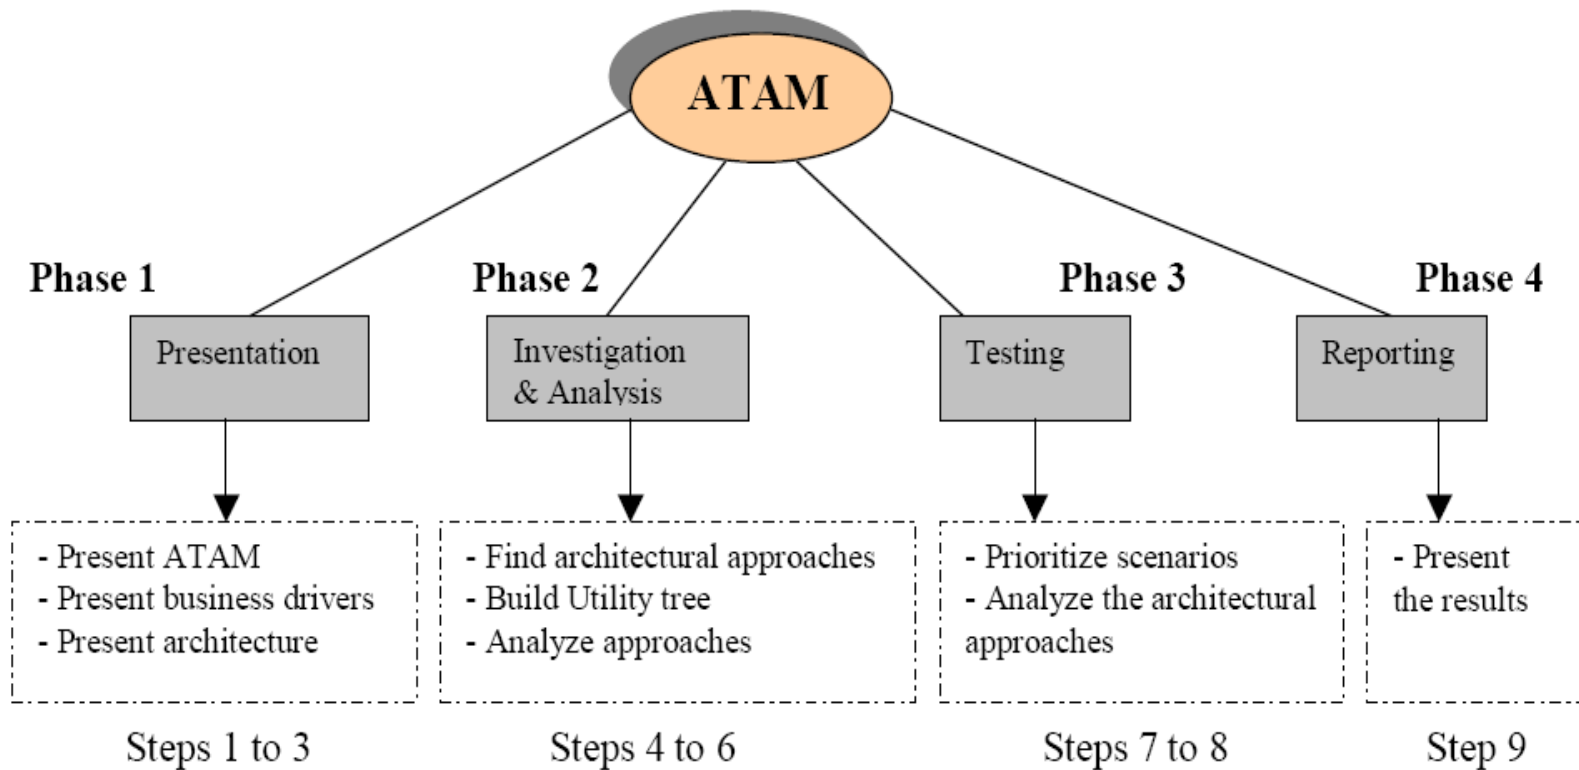 ATAM
Phase 1
Phase 2
Phase 3
Phase 4
Presentation
Investigation
& Analysis
Testing
Reporting
- Present ATAM
- Present business drivers
- Present architecture
- Find architectural approaches
- Build Utility tree
- Analyze approaches
- Prioritize scenarios
- Analyze the architectural
approaches
- Present
the results
Steps 1 to 3
Steps 4 to 6
Steps 7 to 8
Step 9